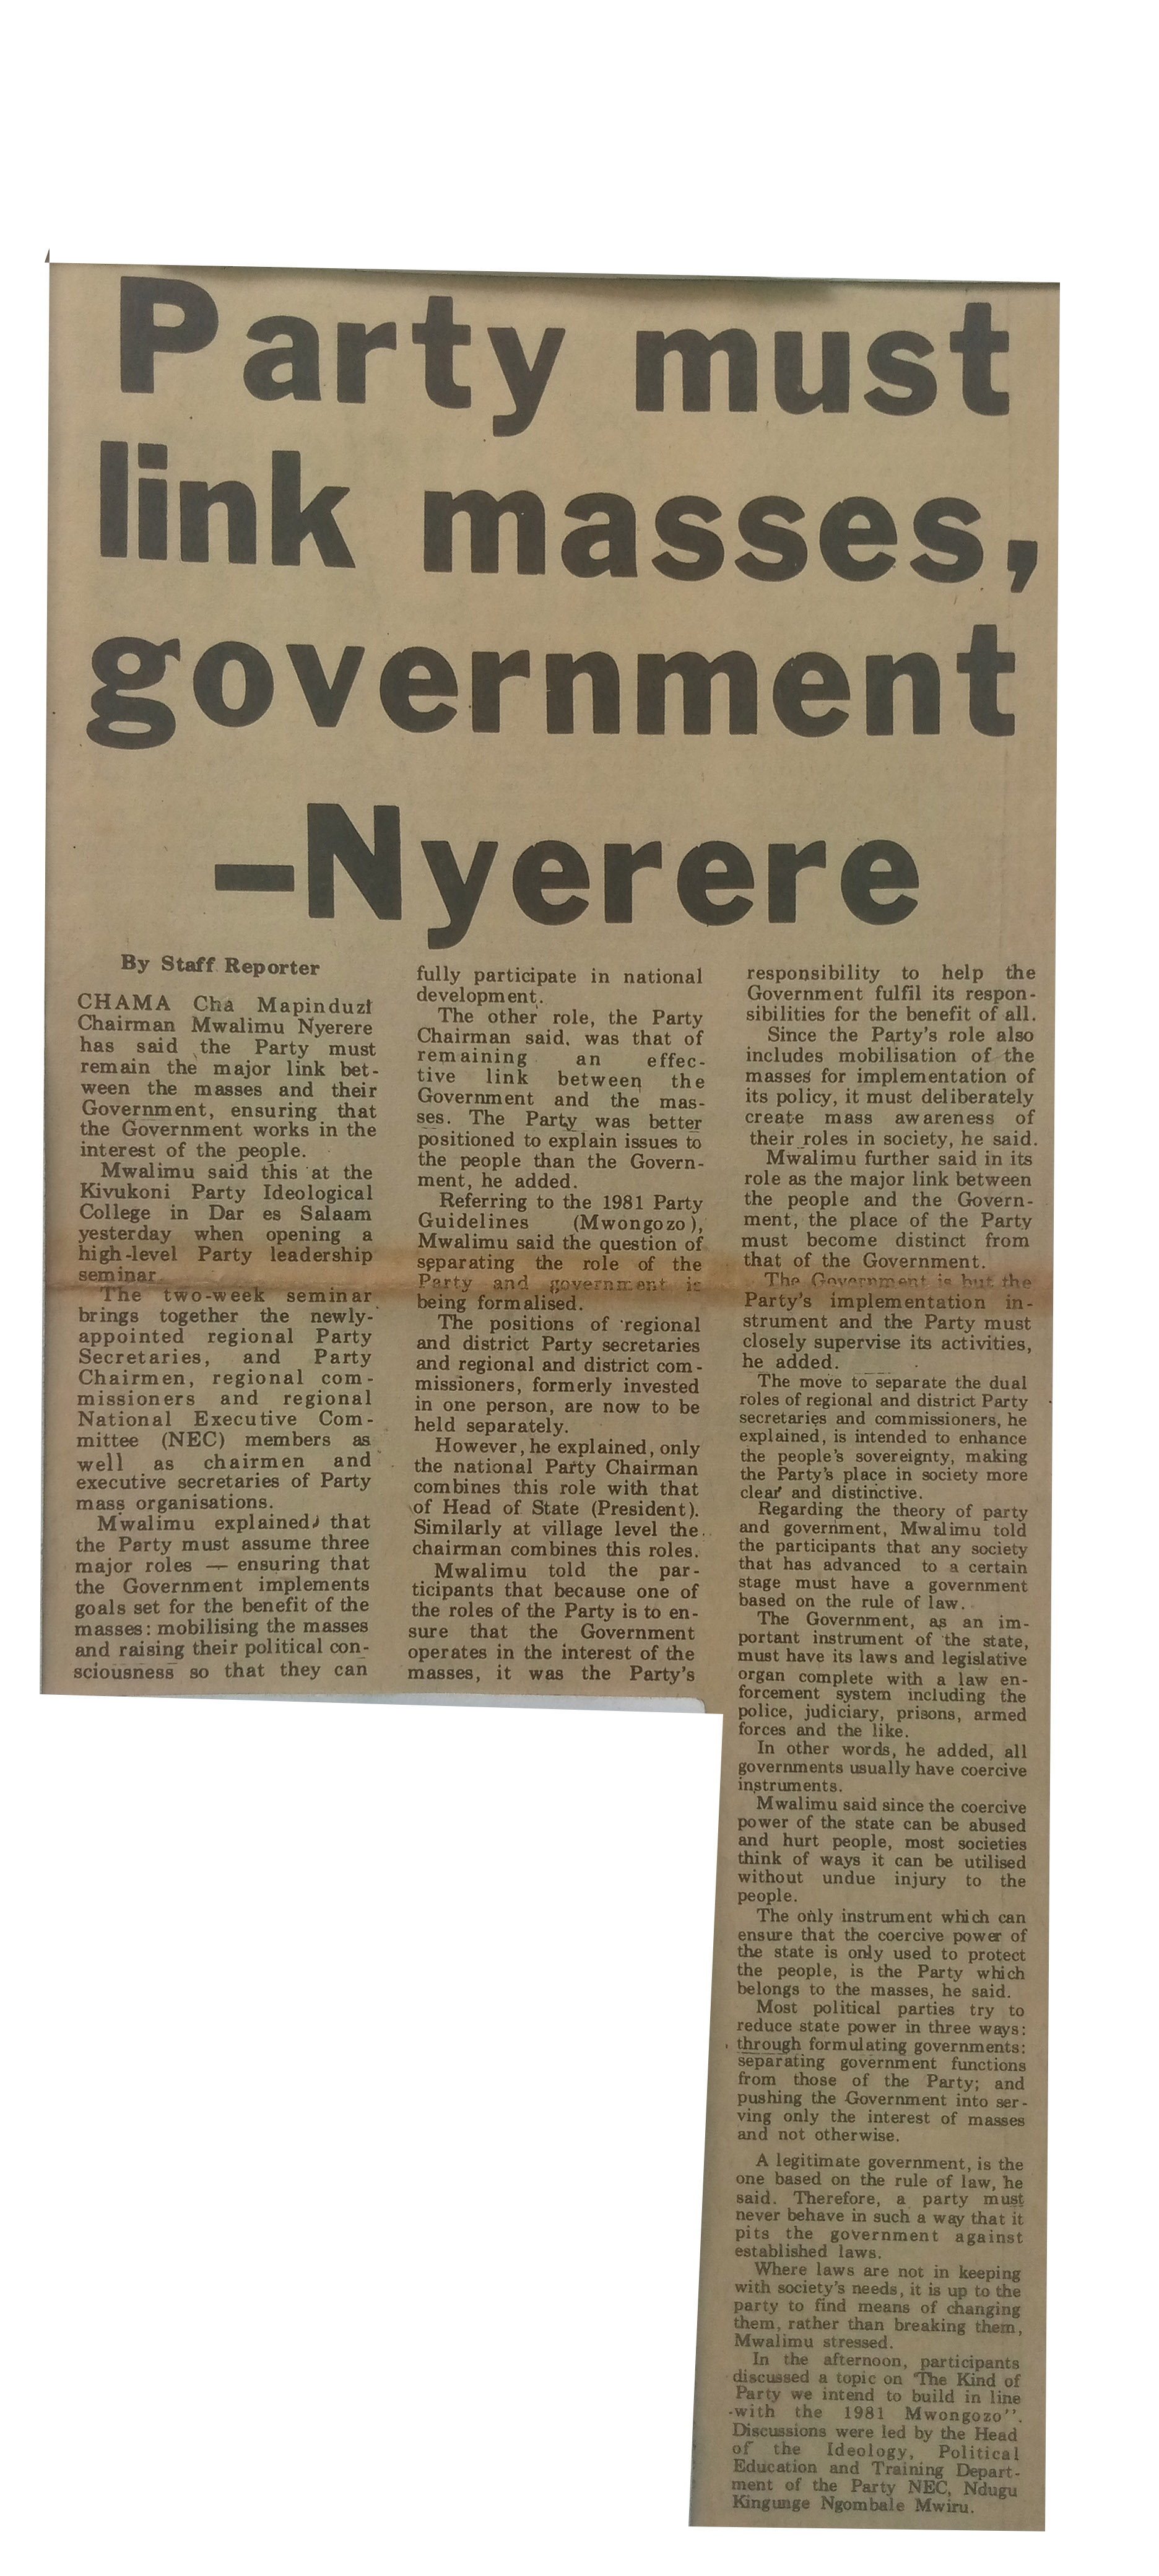 Party must
link masses,
government
—Nyerere
By Staff Reporter
CHAMA Cha Mapinduzi
Chairman Mwalimu Nyerere
has said the Party must
remain the major link bet-
ween the masses and their
Government, ensuring that
the Government works in the
interest of the people.
Mwalimu said this at the
Kivukoni Party Ideological
College in Dar es Salaam
yesterday when opening a
high-level Party leadership
seminar.
The two-week seminar
brings together the newly-
appointed regional Party
Secretaries, and Party
Chairmen, regional com-
missioners and regional
National Executive Com-
mittee (NEC) members as
well as chairmen and
executive secretaries of Party
mass organisations.
Mwalimu explained that
the Party must assume three
major roles — ensuring that
the Government implements
goals set for the benefit of the
masses: mobilising the masses
and raising their political con-
sciousness so that they can
fully participate in national
development.
The other role, the Party
Chairman said, was that of
remaining an effec-
tive link between the
Government and the mas-
ses. The Party was better
positioned to explain issues to
the people than the Govern-
ment, he added.
Referring to the 1981 Party
Guidelines (Mwongozo),
Mwalimu said the question of
separating the role of the
Party and government is
being formalised.
The positions of regional
and district Party secretaries
and regional and district com-
missioners, formerly invested
in one person, are now to be
held separately.
However, he explained, only
the national Party Chairman
combines this role with that
of Head of State (President).
Similarly at village level the
chairman combines this roles.
Mwalimu told the par-
ticipants that because one of
the roles of the Party is to en-
sure that the Government
operates in the interest of the
masses, it was the Party's
responsibility to help the
Government fulfil its respon-
sibilities for the benefit of all.
Since the Party's role also
includes mobilisation of the
masses for implementation of
its policy, it must deliberately
create mass awareness of
their roles in society, he said.
Mwalimu further said in its
role as the major link between
the people and the Govern-
ment, the place of the Party
must become distinct from
that of the Government.
The Government is but the
Party's implementation in-
strument and the Party must
closely supervise its activities,
he added.
The move to separate the dual
roles of regional and district Party
secretaries and commissioners, he
explained, is intended to enhance
the people's sovereignty, making
the Party's place in society more
clear and distinctive.
Regarding the theory of party
and government, Mwalimu told
the participants that any society
that has advanced to a certain
stage must have a government
based on the rule of law.
The Government, as an im-
portant instrument of the state,
must have its laws and legislative
organ complete with a law en-
forcement system including the
police, judiciary, prisons, armed
forces and the like.
In other words, he added, all
governments usually have coercive
instruments.
Mwalimu said since the coercive
power of the state can be abused
and hurt people, most societies
think of ways it can be utilised
without undue injury to the
people.
The only instrument which can
ensure that the coercive power of
the state is only used to protect
the people, is the Party which
belongs to the masses, he said.
Most political parties try to
reduce state power in three ways:
through formulating governments:
separating government functions
from those of the Party; and
pushing the Government into ser-
ving only the interest of masses
and not otherwise.
A legitimate government, is the
one based on the rule of law, he
said. Therefore, a party must
never behave in such a way that it
pits the government against
established laws.
Where laws are not in keeping
with society's needs, it is up to the
party to find means of changing
them, rather than breaking them,
Mwalimu stressed.
In the afternoon, participants
discussed a topic on "The Kind of
Party we intend to build in line
with the 1981 Mwongozo".
Discussions were led by the Head
of the Ideology, Political
Education and Training Depart-
ment of the Party NEC, Ndugu
Kingunge Ngombale Mwiru.